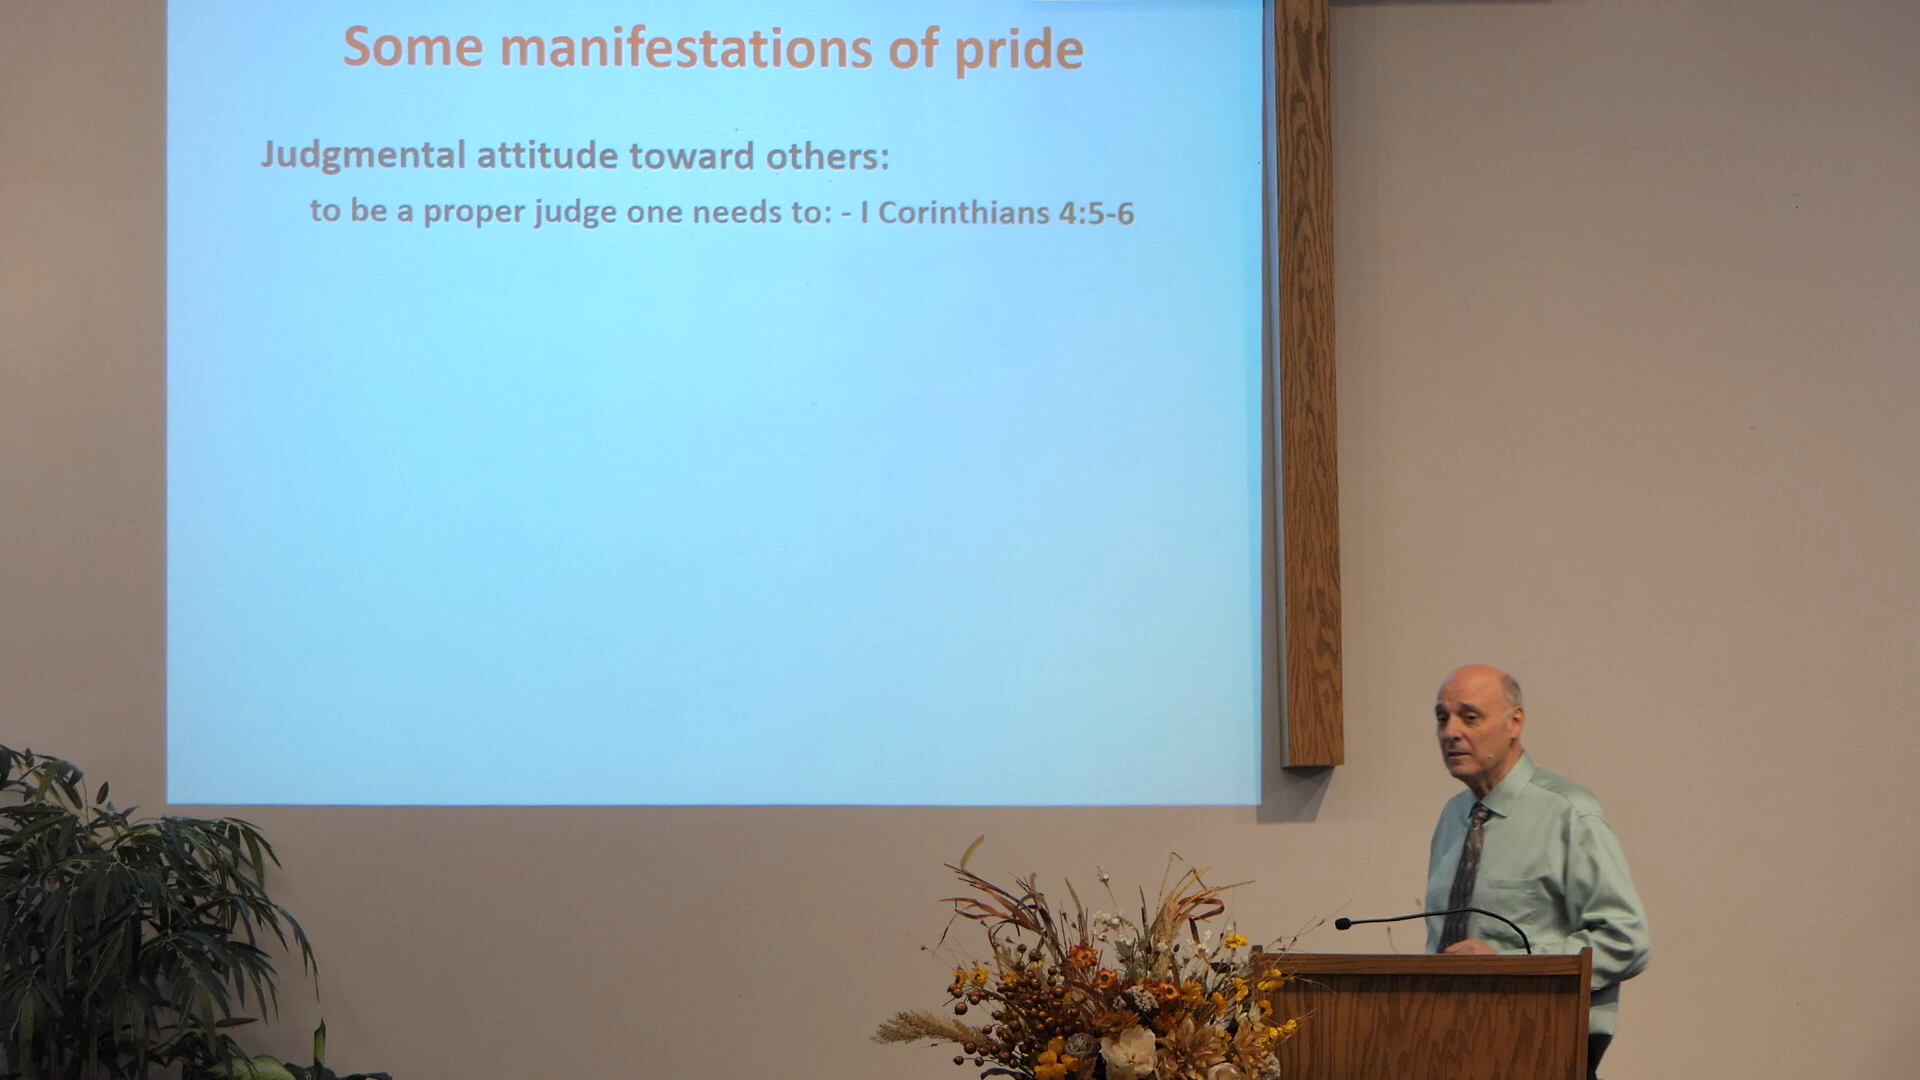 Some manifestations of pride
Judgmental attitude toward others:
to be a proper judge one needs to: - I Corinthians 4:5-6